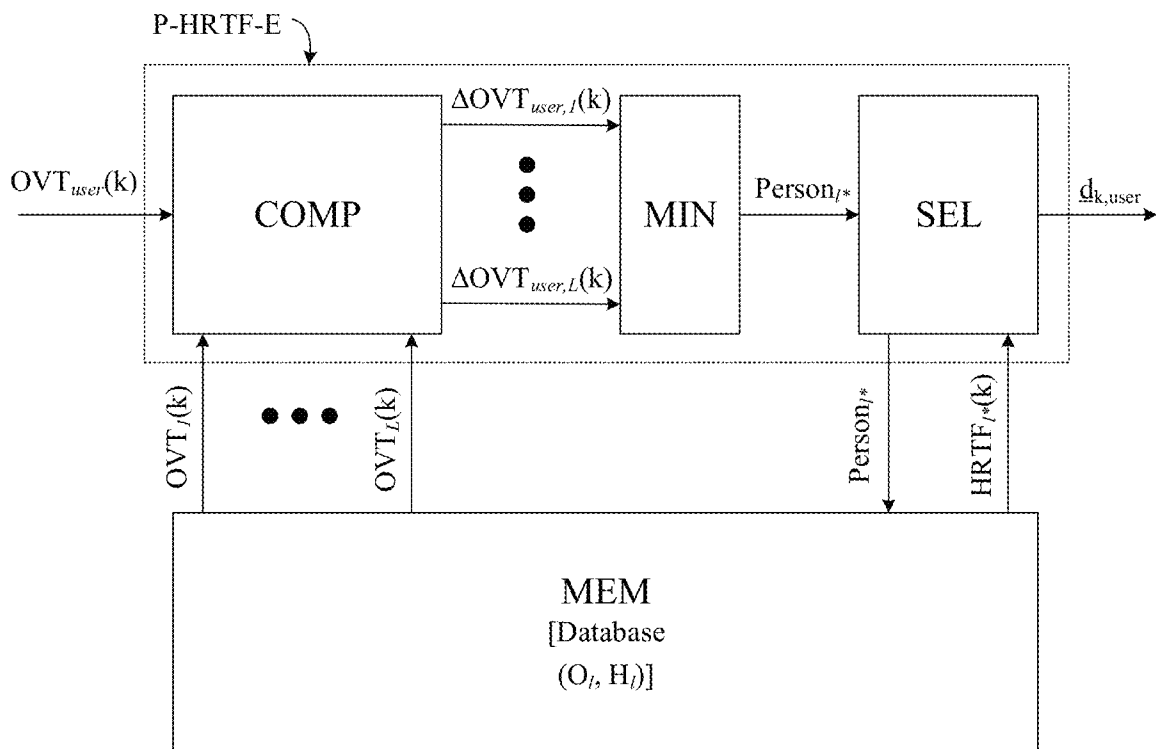 P-HRTF-E
OVT_user(k)
COMP
ΔOVT_user,1(k)
ΔOVT_user,L(k)
MIN
Person_l*
SEL
d_k,user
OVT_1(k)
OVT_L(k)
Person_l*
HRTF_l*(k)
MEM
[Database
(O_l, H_l)]